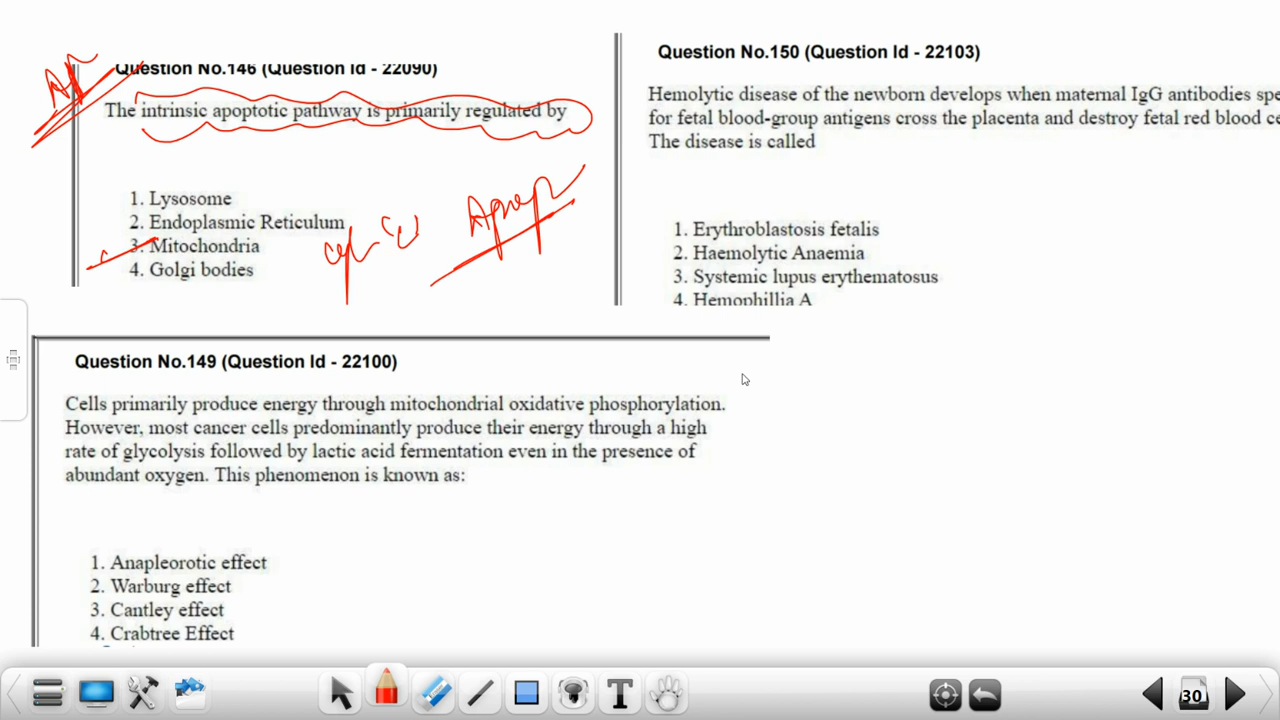 Question No.146 (Question Id - 22090)
The intrinsic apoptotic pathway is primarily regulated by
1. Lysosome
2. Endoplasmic Reticulum
3. Mitochondria
4. Golgi bodies
Question No.150 (Question Id - 22103)
Hemolytic disease of the newborn develops when maternal IgG antibodies spe
for fetal blood-group antigens cross the placenta and destroy fetal red blood ce
The disease is called
1. Erythroblastosis fetalis
2. Haemolytic Anaemia
3. Systemic lupus erythematosus
4. Hemophillia A
Question No.149 (Question Id - 22100)
Cells primarily produce energy through mitochondrial oxidative phosphorylation.
However, most cancer cells predominantly produce their energy through a high
rate of glycolysis followed by lactic acid fermentation even in the presence of
abundant oxygen. This phenomenon is known as:
1. Anapleorotic effect
2. Warburg effect
3. Cantley effect
4. Crabtree Effect
T
30